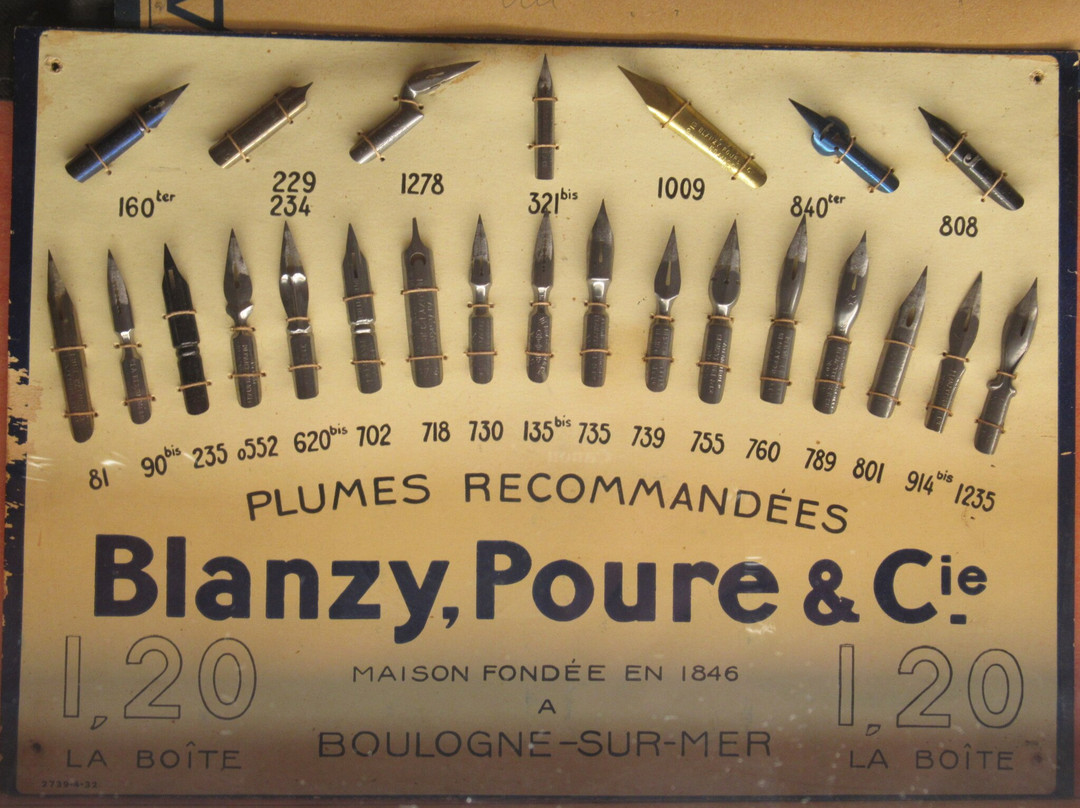 160ter 229 1278 321bis 1009 840ter 808
234
81 90bis 235 0552 620bis 702 718 730 135bis 735 739 755 760 789 801 914bis 1235
PLUMES RECOMMANDÉES
Blanzy, Poure & Cie
1,20 MAISON FONDÉE EN 1846 1,20
A
LA BOÎTE BOULOGNE-SUR-MER LA BOÎTE